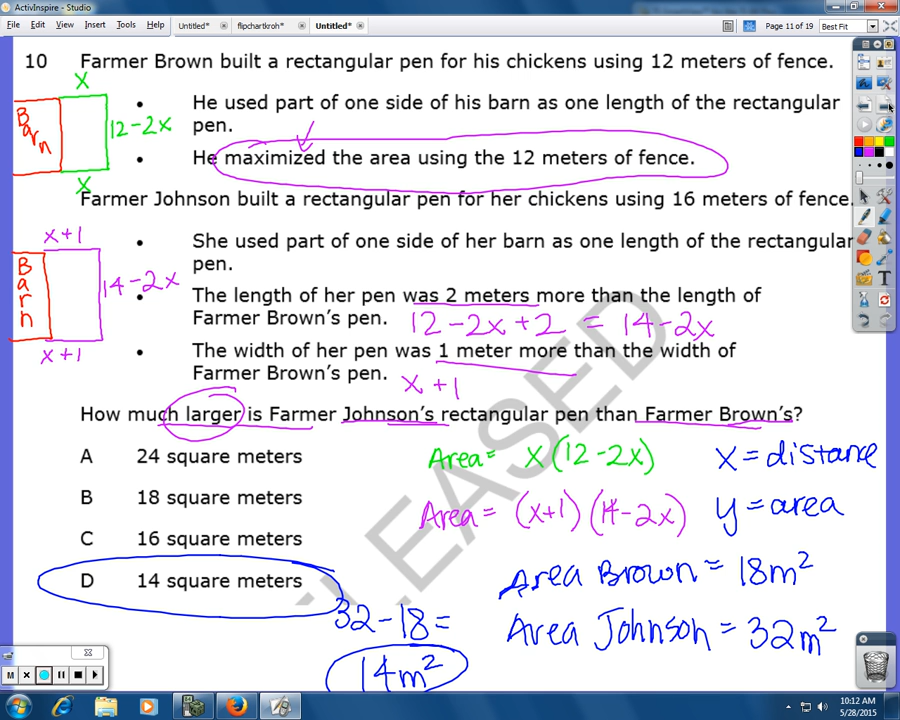 ActivInspire - Studio
File Edit View Insert Tools Help
Untitled* flipchartkroh* Untitled*
Page 11 of 19 Best Fit
10 Farmer Brown built a rectangular pen for his chickens using 12 meters of fence.
x
• He used part of one side of his barn as one length of the rectangular
pen.
Barn
12-2x
• He maximized the area using the 12 meters of fence.
x
Farmer Johnson built a rectangular pen for her chickens using 16 meters of fence.
x+1
• She used part of one side of her barn as one length of the rectangular
pen.
Barn
14-2x
• The length of her pen was 2 meters more than the length of
Farmer Brown's pen. 12-2x+2 = 14-2x
x+1
• The width of her pen was 1 meter more than the width of
Farmer Brown's pen. x+1
How much larger is Farmer Johnson's rectangular pen than Farmer Brown's?
A 24 square meters
Area= x(12-2x)
x=distance
B 18 square meters
Area= (x+1)(14-2x)
y=area
C 16 square meters
D 14 square meters
Area Brown = 18m²
32-18=
Area Johnson = 32m²
14m²
RELEASED
10:12 AM
5/28/2015